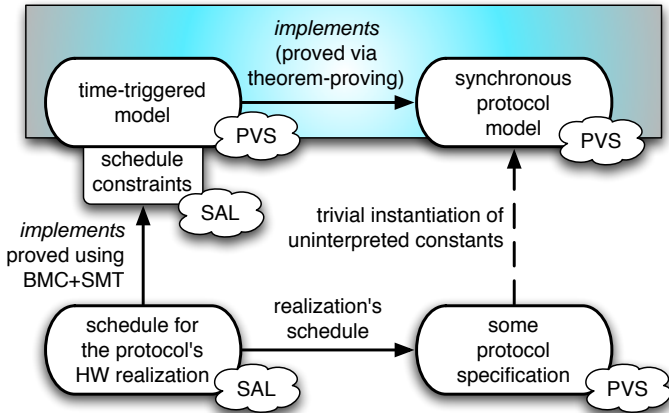 implements
(proved via
theorem-proving)
time-triggered
model
PVS
synchronous
protocol
model
PVS
schedule
constraints
SAL
implements
proved using
BMC+SMT
trivial instantiation of
uninterpreted constants
realization's
schedule
schedule for
the protocol's
HW realization
SAL
some
protocol
specification
PVS